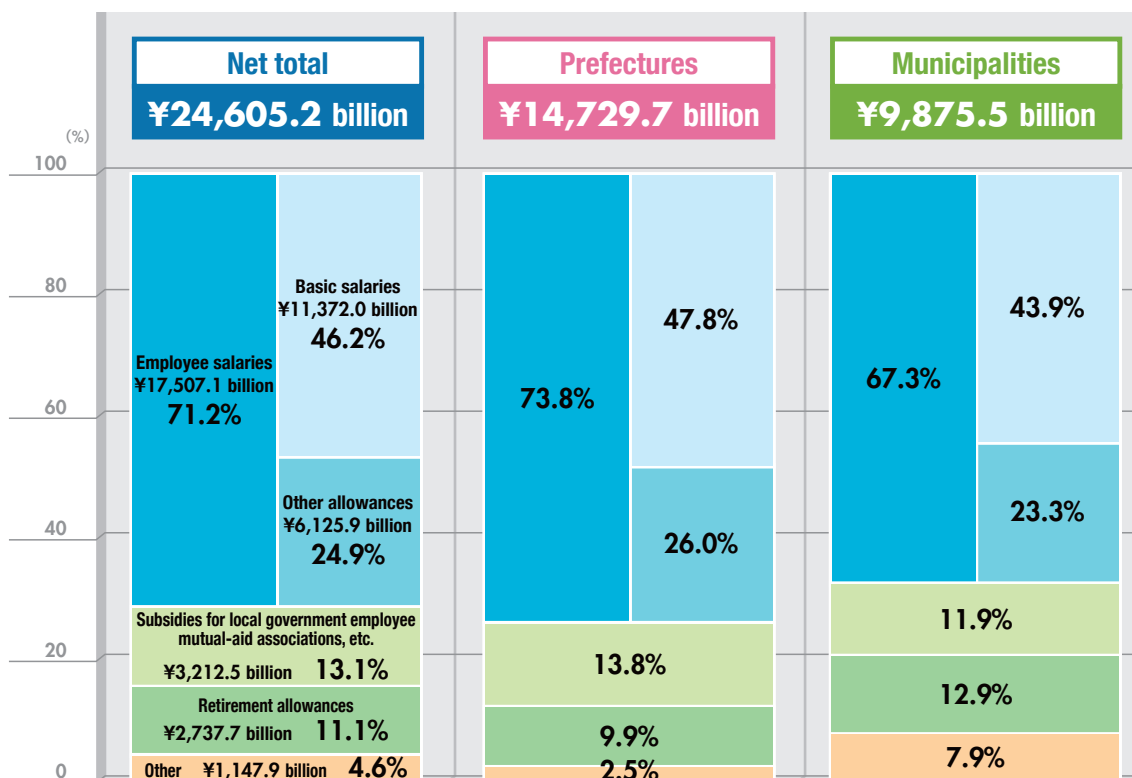 Net total
¥24,605.2 billion
Prefectures
¥14,729.7 billion
Municipalities
¥9,875.5 billion
(%)
100
80
60
40
20
0
Employee salaries
¥17,507.1 billion
71.2%
Basic salaries
¥11,372.0 billion
46.2%
Other allowances
¥6,125.9 billion
24.9%
Subsidies for local government employee
mutual-aid associations, etc.
¥3,212.5 billion 13.1%
Retirement allowances
¥2,737.7 billion 11.1%
Other ¥1,147.9 billion 4.6%
73.8%
47.8%
26.0%
13.8%
9.9%
2.5%
67.3%
43.9%
23.3%
11.9%
12.9%
7.9%